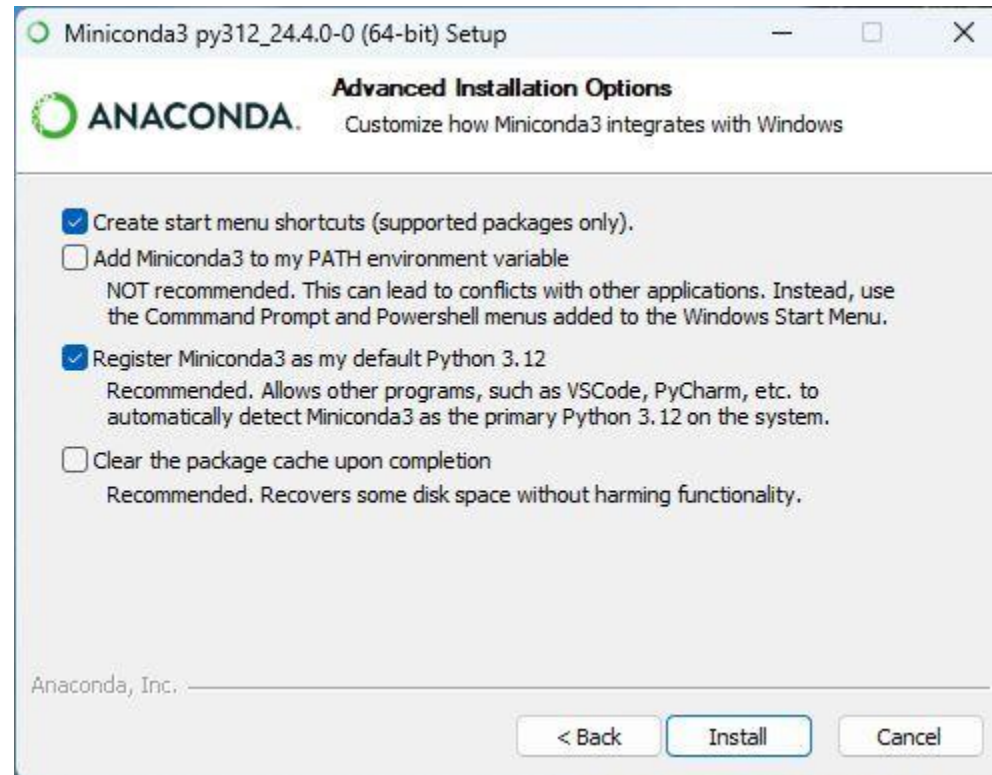 Miniconda3 py312_24.4.0-0 (64-bit) Setup
ANACONDA.
Advanced Installation Options
Customize how Miniconda3 integrates with Windows
Create start menu shortcuts (supported packages only).
Add Miniconda3 to my PATH environment variable
NOT recommended. This can lead to conflicts with other applications. Instead, use
the Commmand Prompt and Powershell menus added to the Windows Start Menu.
Register Miniconda3 as my default Python 3.12
Recommended. Allows other programs, such as VSCode, PyCharm, etc. to
automatically detect Miniconda3 as the primary Python 3.12 on the system.
Clear the package cache upon completion
Recommended. Recovers some disk space without harming functionality.
Anaconda, Inc.
< Back Install Cancel